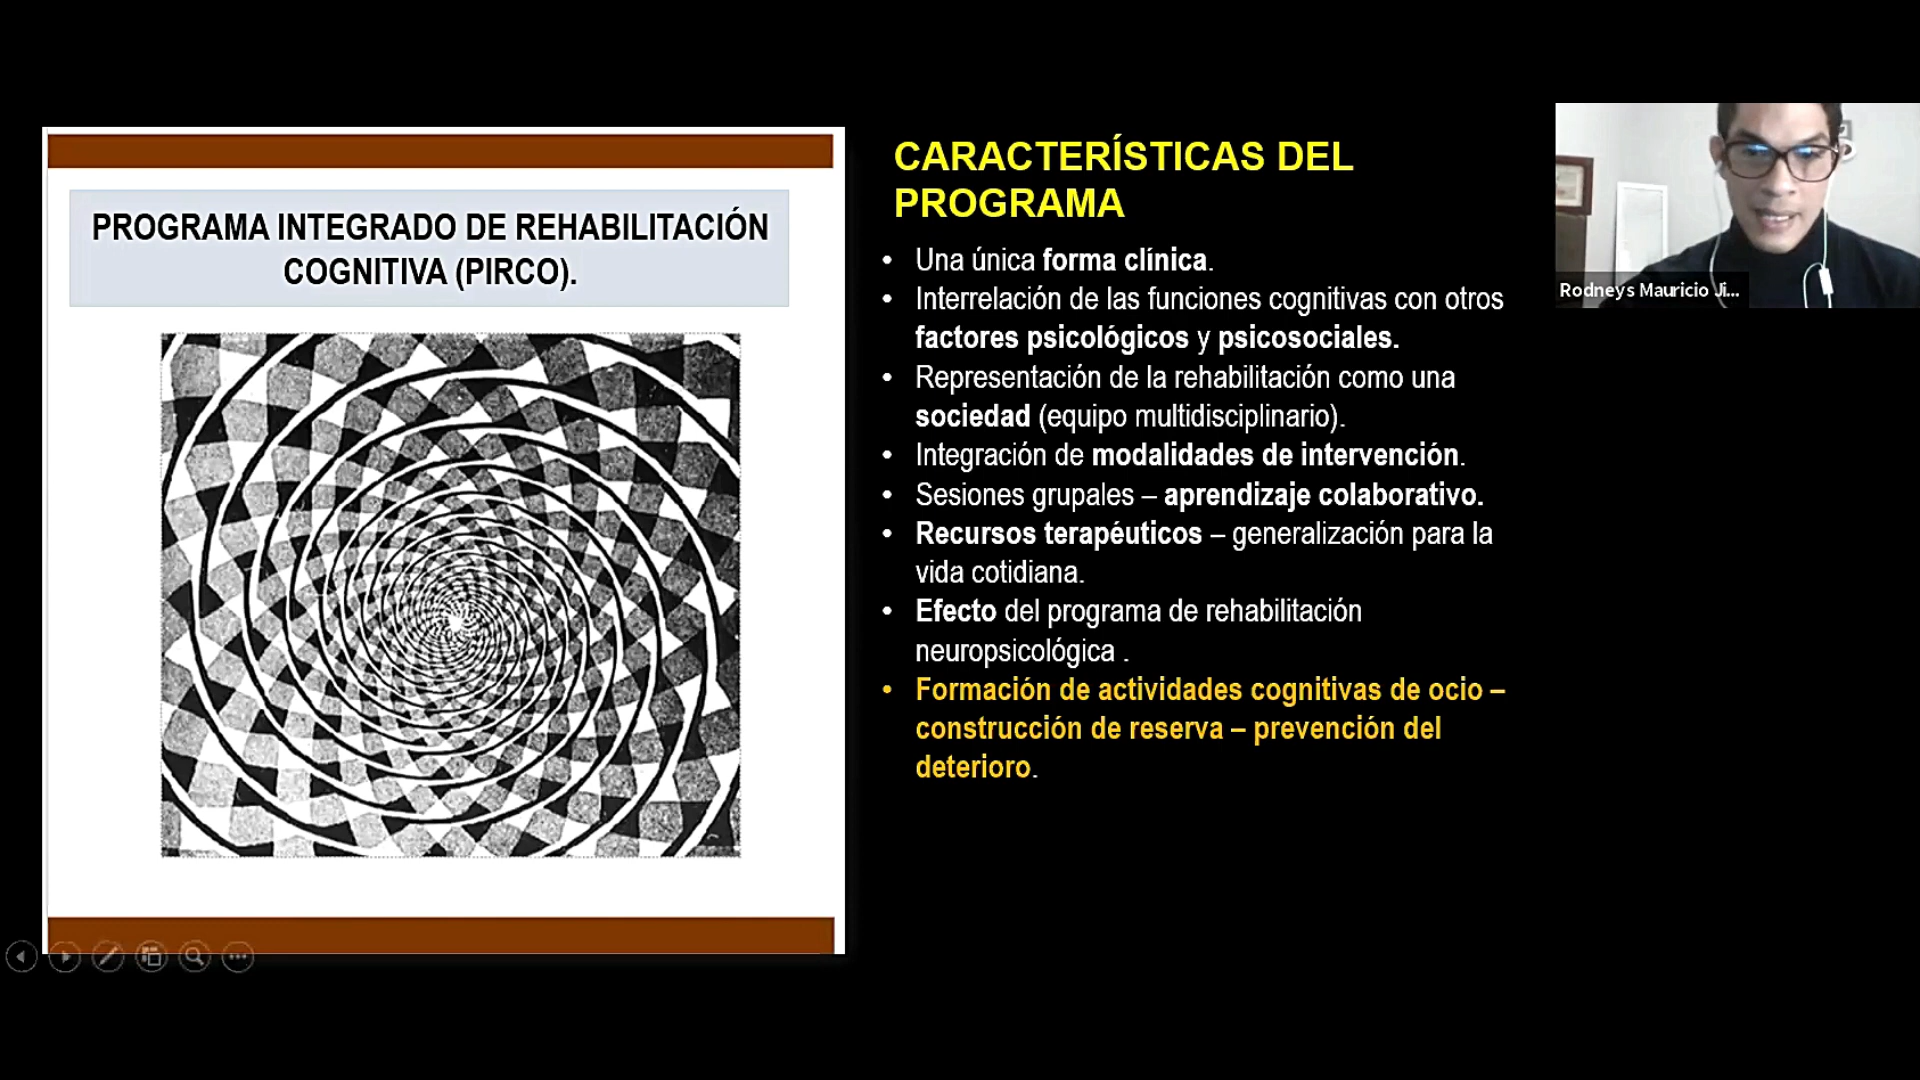 PROGRAMA INTEGRADO DE REHABILITACIÓN
COGNITIVA (PIRCO).
CARACTERÍSTICAS DEL
PROGRAMA
• Una única forma clínica.
• Interrelación de las funciones cognitivas con otros
factores psicológicos y psicosociales.
• Representación de la rehabilitación como una
sociedad (equipo multidisciplinario).
• Integración de modalidades de intervención.
• Sesiones grupales – aprendizaje colaborativo.
• Recursos terapéuticos – generalización para la
vida cotidiana.
• Efecto del programa de rehabilitación
neuropsicológica .
• Formación de actividades cognitivas de ocio –
construcción de reserva – prevención del
deterioro.
Rodneys Mauricio Ji...